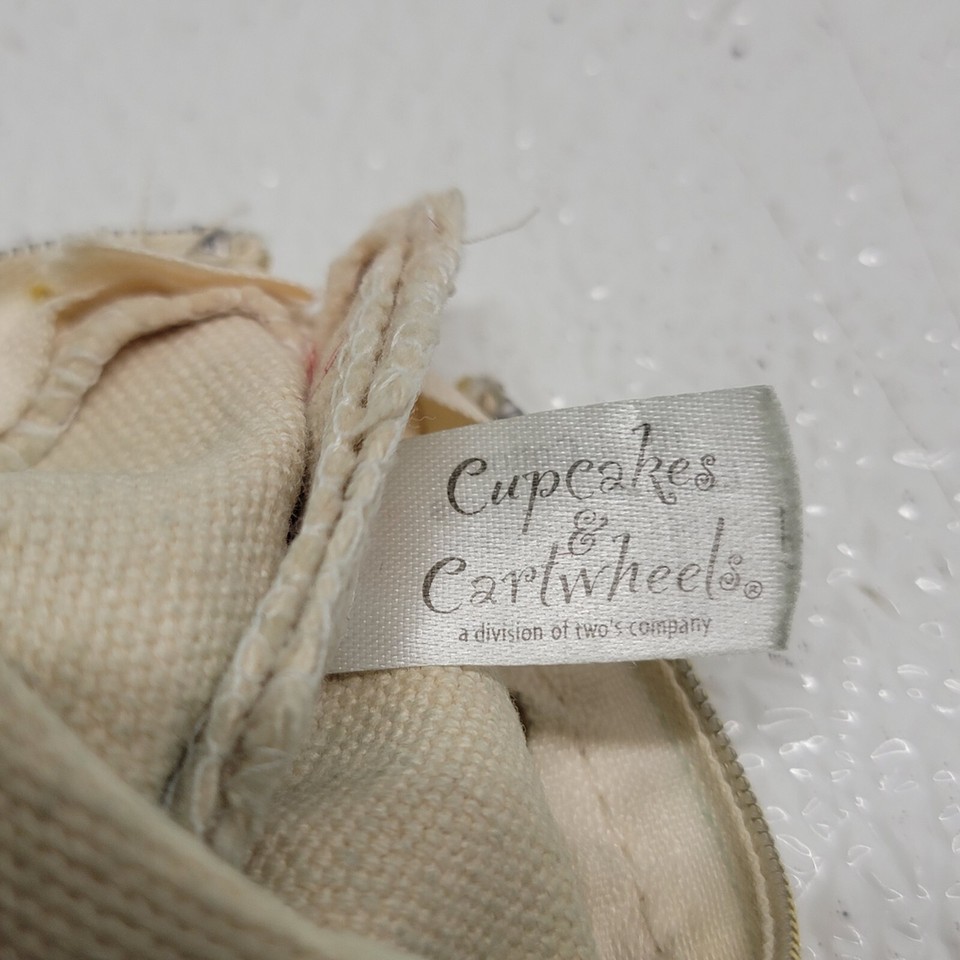 Cupcakes
&
Cartwheels®
a division of two's company